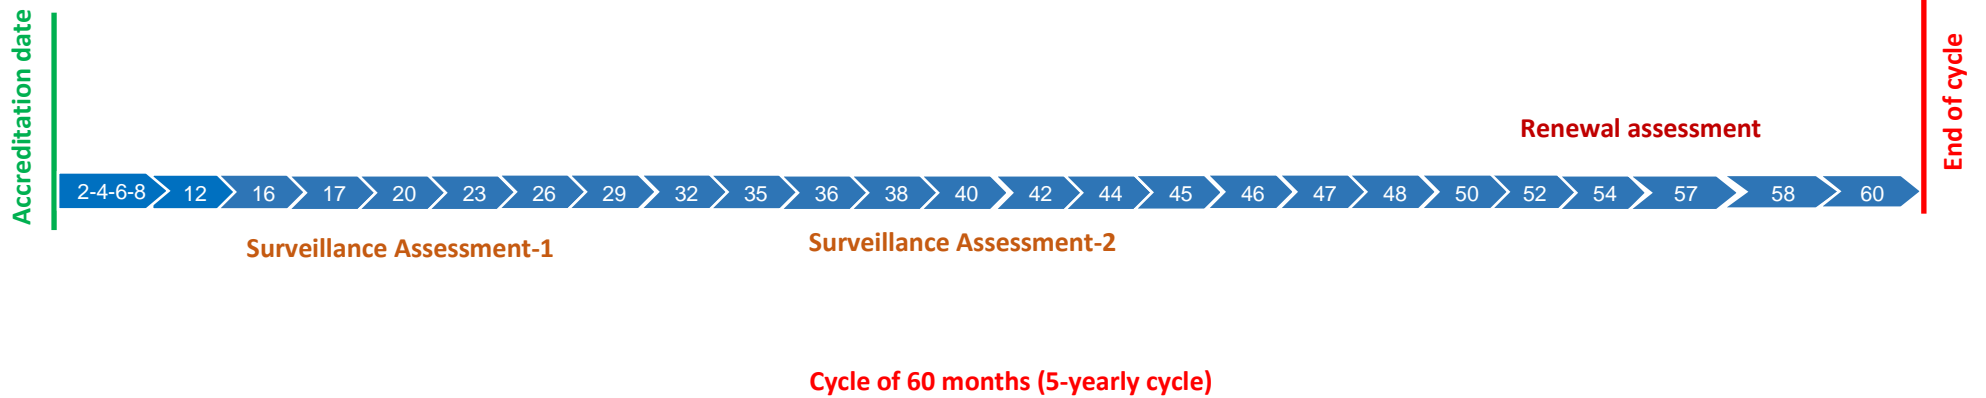 Accreditation date
End of cycle
Renewal assessment
2-4-6-8 12 16 17 20 23 26 29 32 35 36 38 40 42 44 45 46 47 48 50 52 54 57 58 60
Surveillance Assessment-1
Surveillance Assessment-2
Cycle of 60 months (5-yearly cycle)